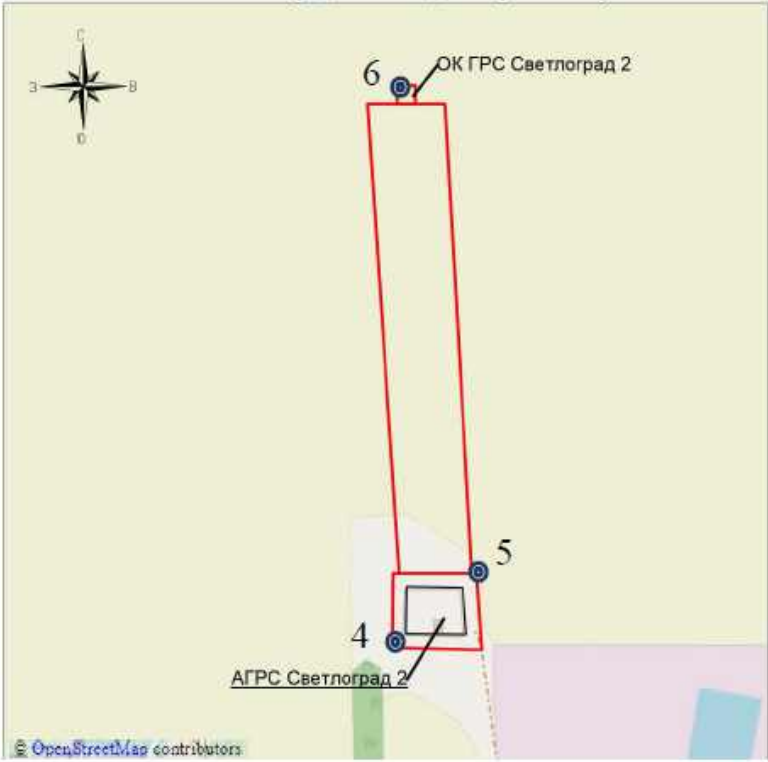 С
З В
Ю
6 ОК ГРС Светлоград 2
5
4
АГРС Светлоград 2
© OpenStreetMap contributors